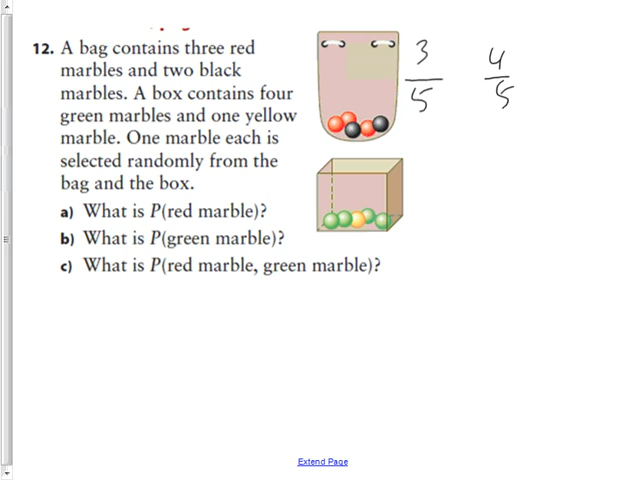 12. A bag contains three red
marbles and two black
marbles. A box contains four
green marbles and one yellow
marble. One marble each is
selected randomly from the
bag and the box.
a) What is P(red marble)?
b) What is P(green marble)?
c) What is P(red marble, green marble)?
3/5 4/5
Extend Page